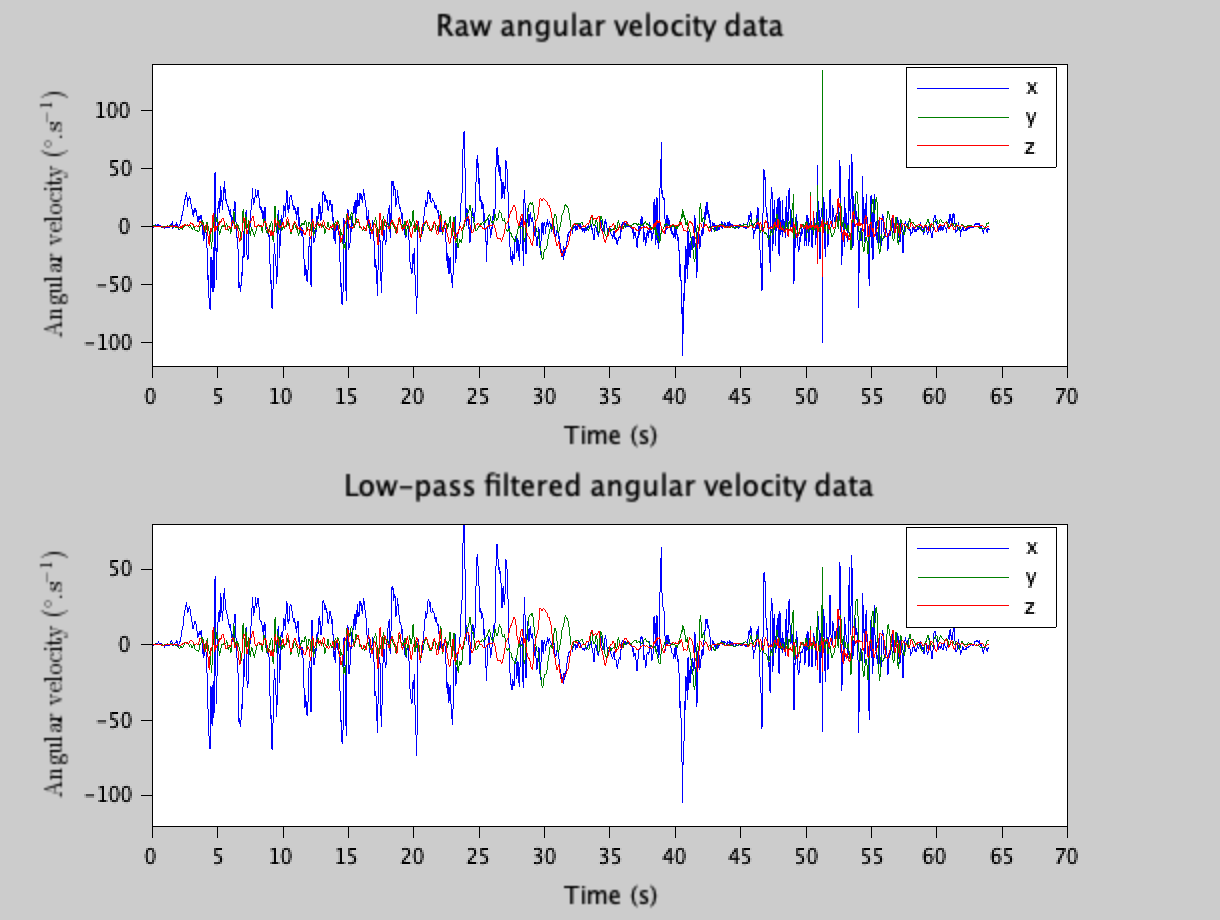 Raw angular velocity data
Angular velocity (°.s⁻¹)
100
50
0
−50
−100
x
y
z
0 5 10 15 20 25 30 35 40 45 50 55 60 65 70
Time (s)
Low−pass filtered angular velocity data
Angular velocity (°.s⁻¹)
50
0
−50
−100
x
y
z
0 5 10 15 20 25 30 35 40 45 50 55 60 65 70
Time (s)